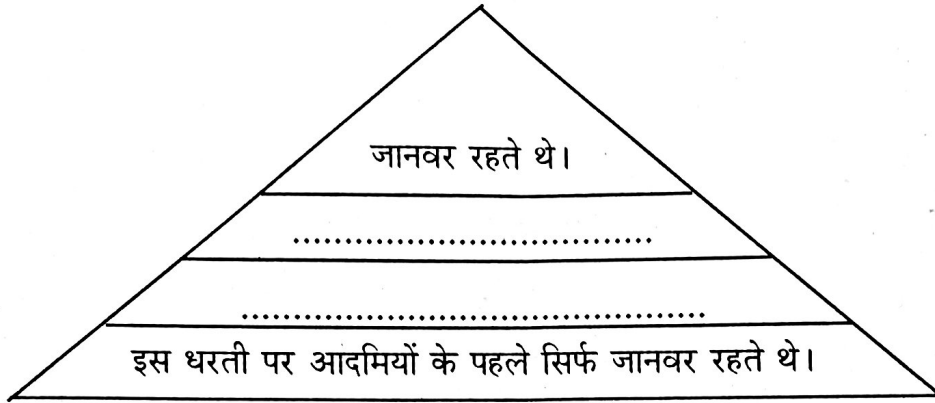 जानवर रहते थे।
..................................
............................................
इस धरती पर आदमियों के पहले सिर्फ जानवर रहते थे।